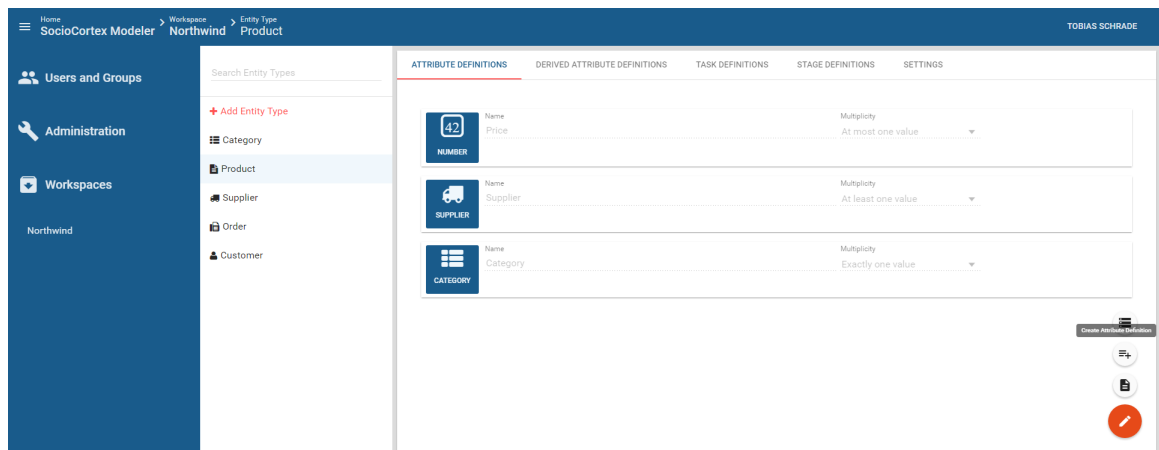 Home
SocioCortex Modeler
Workspace
Northwind
Entity Type
Product
TOBIAS SCHRADE
Users and Groups
Administration
Workspaces
Northwind
Search Entity Types
+ Add Entity Type
Category
Product
Supplier
Order
Customer
ATTRIBUTE DEFINITIONS DERIVED ATTRIBUTE DEFINITIONS TASK DEFINITIONS STAGE DEFINITIONS SETTINGS
42
NUMBER
Name
Price
Multiplicity
At most one value
SUPPLIER
Name
Supplier
Multiplicity
At least one value
CATEGORY
Name
Category
Multiplicity
Exactly one value
Create Attribute Definition